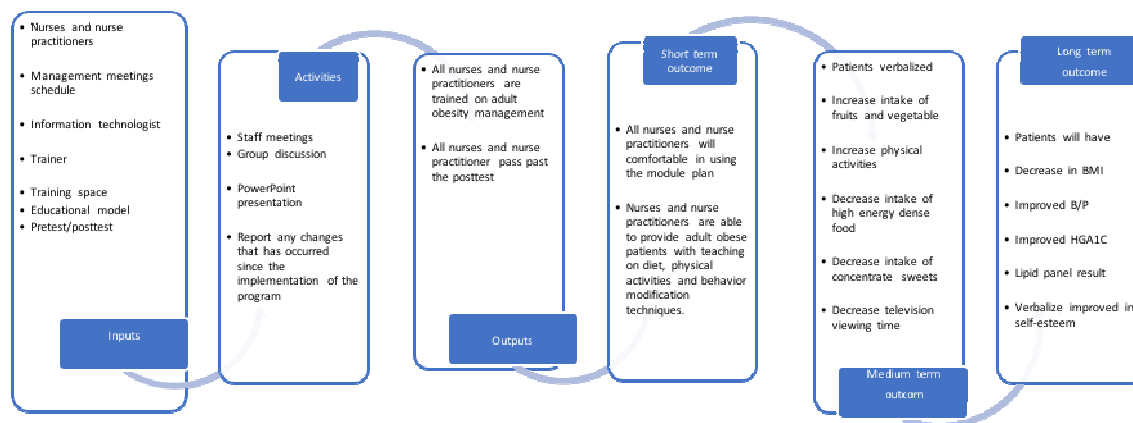 • Nurses and nurse
practitioners
• Management meetings
schedule
• Information technologist
• Trainer
• Training space
• Educational model
• Pretest/posttest
Inputs
Activities
• Staff meetings
• Group discussion
• PowerPoint
presentation
• Report any changes
that has occurred
since the
implementation of the
program
• All nurses and nurse
practitioners are
trained on adult
obesity management
• All nurses and nurse
practitioner pass past
the posttest
Outputs
Short term
outcome
• All nurses and nurse
practitioners will
comfortable in using
the module plan
• Nurses and nurse
practitioners are able
to provide adult obese
patients with teaching
on diet, physical
activities and behavior
modification
techniques.
• Patients verbalized
• Increase intake of
fruits and vegetable
• Increase physical
activities
• Decrease intake of
high energy dense
food
• Decrease intake of
concentrate sweets
• Decrease television
viewing time
Medium term
outcom
Long term
outcome
• Patients will have
• Decrease in BMI
• Improved B/P
• Improved HGA1C
• Lipid panel result
• Verbalize improved in
self-esteem